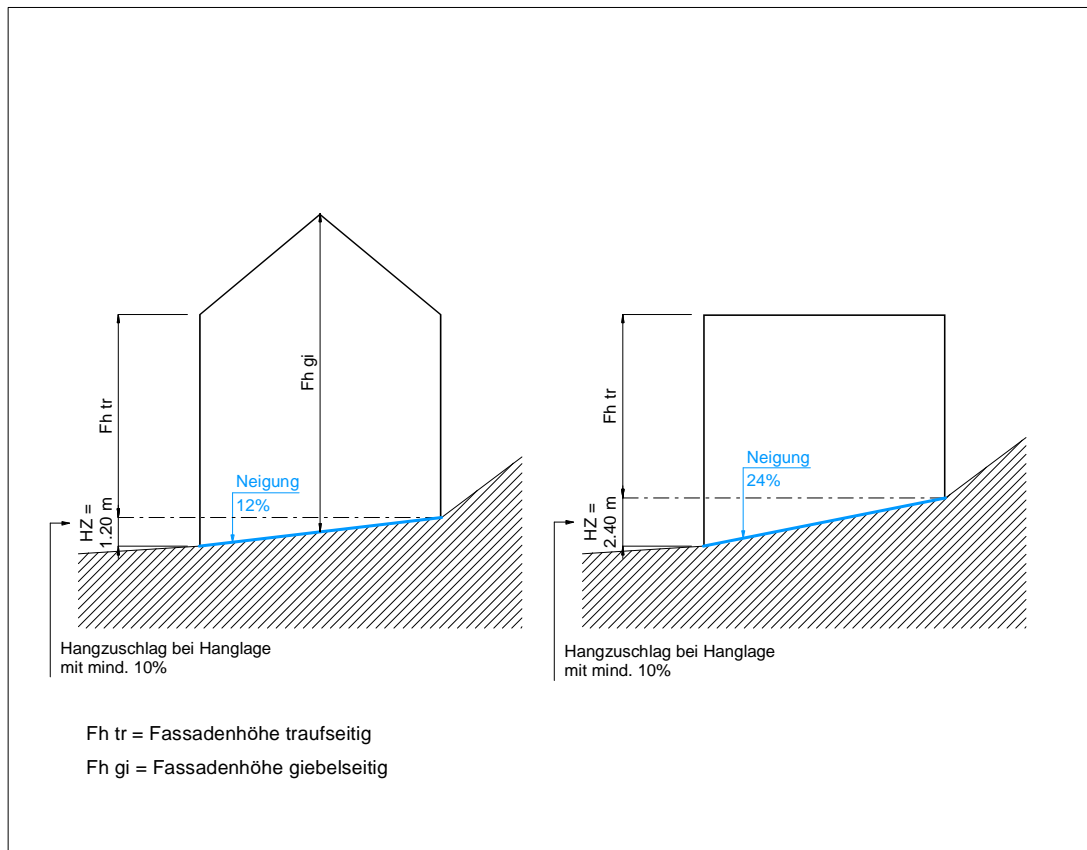 Fh tr
HZ =
1.20 m
Fh gi
Neigung
12%
Hangzuschlag bei Hanglage
mit mind. 10%
Fh tr
HZ =
2.40 m
Neigung
24%
Hangzuschlag bei Hanglage
mit mind. 10%
Fh tr = Fassadenhöhe traufseitig
Fh gi = Fassadenhöhe giebelseitig